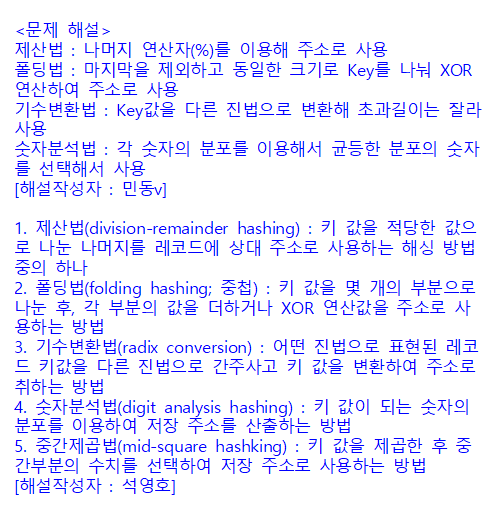 <문제 해설>
제산법 : 나머지 연산자(%)를 이용해 주소로 사용
폴딩법 : 마지막을 제외하고 동일한 크기로 Key를 나눠 XOR
연산하여 주소로 사용
기수변환법 : Key값을 다른 진법으로 변환해 초과길이는 잘라
사용
숫자분석법 : 각 숫자의 분포를 이용해서 균등한 분포의 숫자
를 선택해서 사용
[해설작성자 : 민동v]

1. 제산법(division-remainder hashing) : 키 값을 적당한 값으
로 나눈 나머지를 레코드에 상대 주소로 사용하는 해싱 방법
중의 하나
2. 폴딩법(folding hashing; 중첩) : 키 값을 몇 개의 부분으로
나눈 후, 각 부분의 값을 더하거나 XOR 연산값을 주소로 사
용하는 방법
3. 기수변환법(radix conversion) : 어떤 진법으로 표현된 레코
드 키값을 다른 진법으로 간주사고 키 값을 변환하여 주소로
취하는 방법
4. 숫자분석법(digit analysis hashing) : 키 값이 되는 숫자의
분포를 이용하여 저장 주소를 산출하는 방법
5. 중간제곱법(mid-square hashking) : 키 값을 제곱한 후 중
간부분의 수치를 선택하여 저장 주소로 사용하는 방법
[해설작성자 : 석영호]